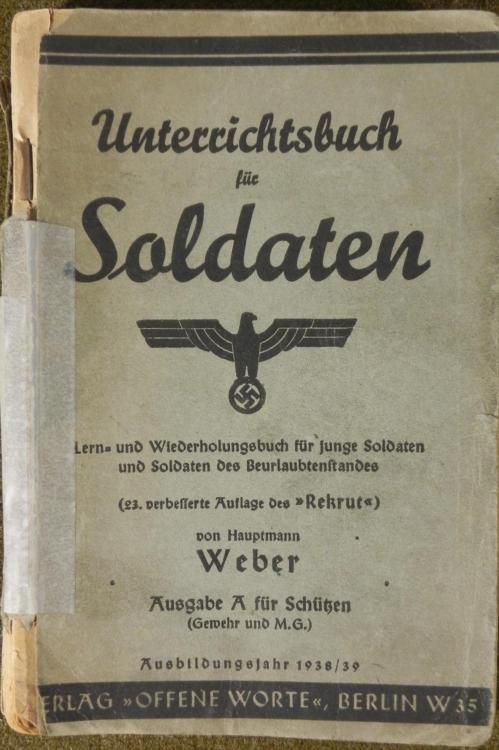 Unterrichtsbuch
für
Soldaten
Lern- und Wiederholungsbuch für junge Soldaten
und Soldaten des Beurlaubtenstandes
(23. verbesserte Auflage des »Rekrut«)
von Hauptmann
Weber
Ausgabe A für Schützen
(Gewehr und M.G.)
Ausbildungsjahr 1938/39
ERLAG »OFFENE WORTE«, BERLIN W 35